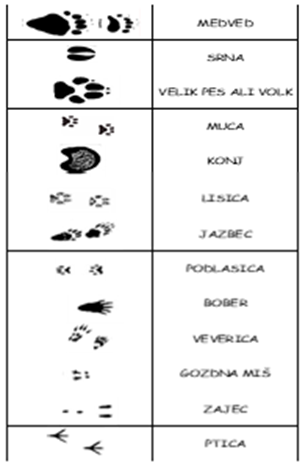 MEDVED
SRNA
VELIK PES ALI VOLK
MUCA
KONJ
LISICA
JAZBEC
PODLASICA
BOBER
VEVERICA
GOZDNA MIŠ
ZAJEC
PTICA